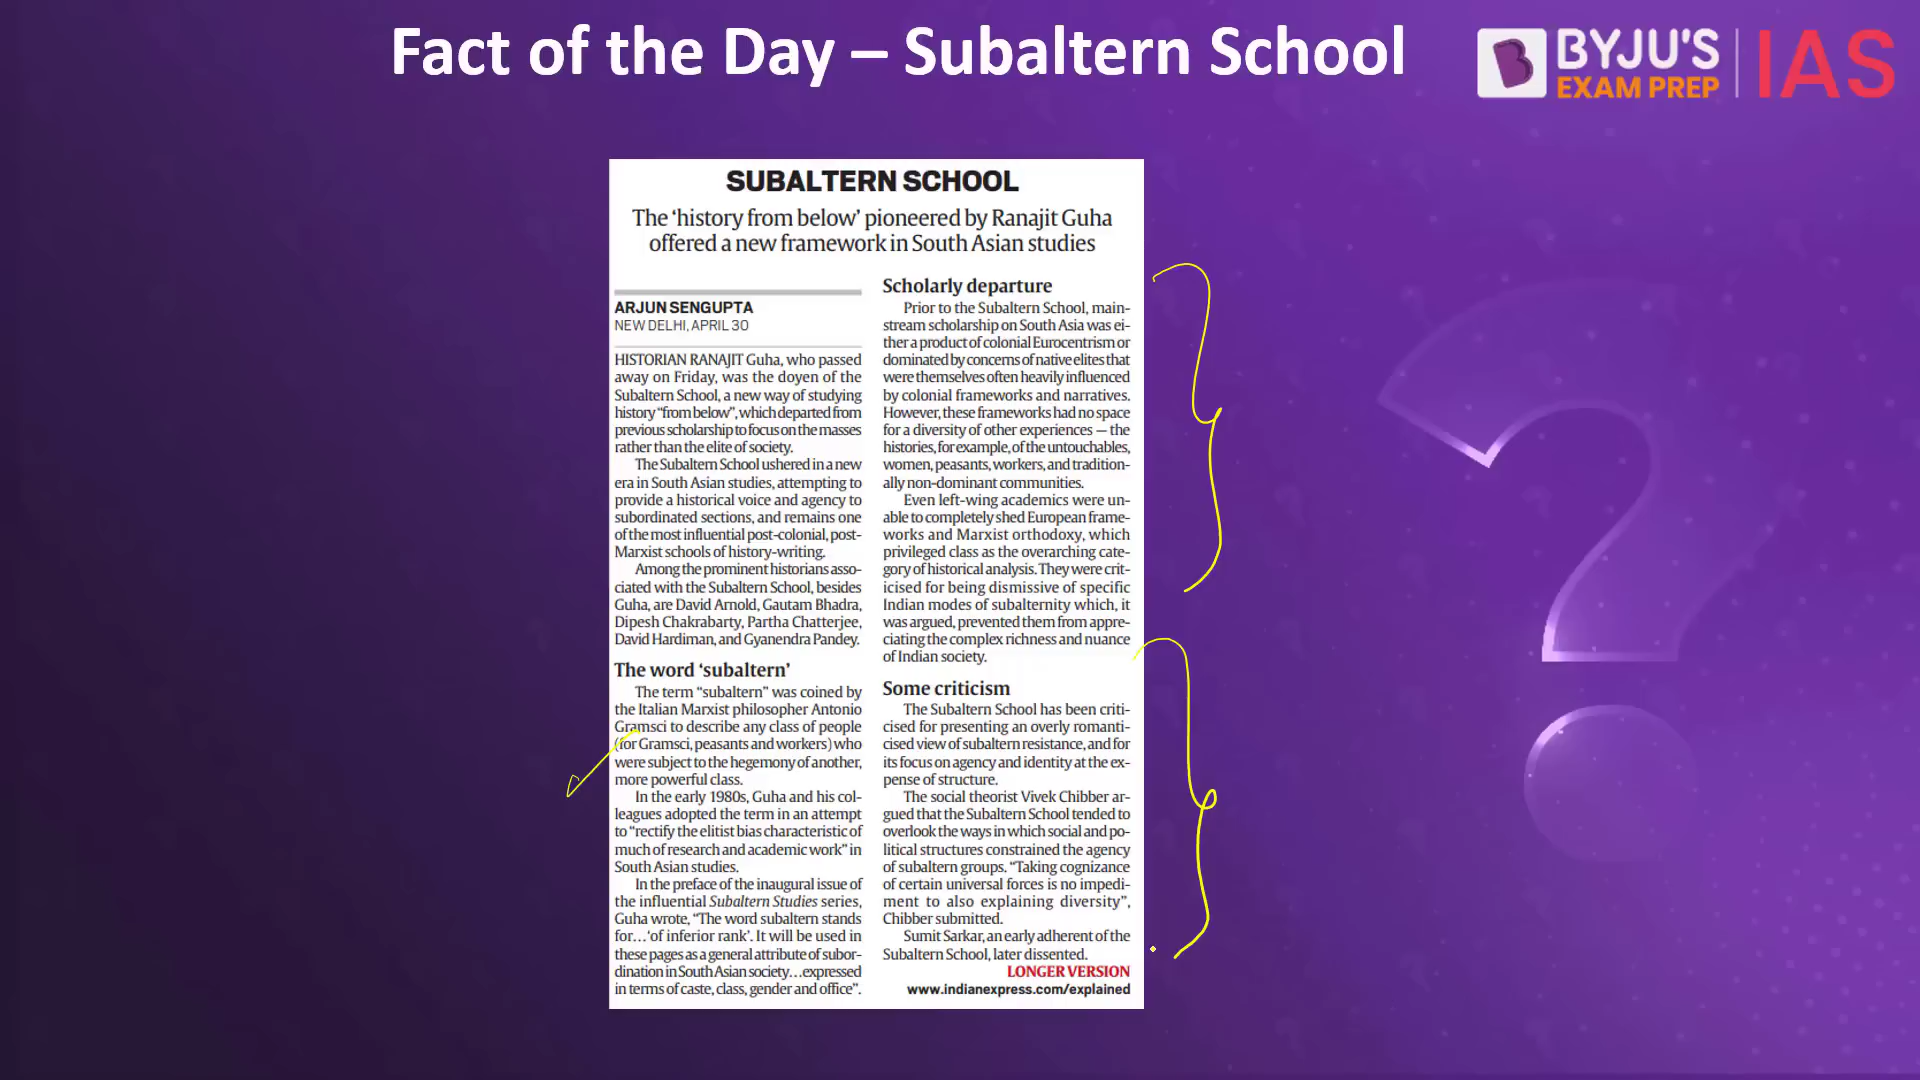 Fact of the Day – Subaltern School
BYJU'S
EXAM PREP
IAS
SUBALTERN SCHOOL
The 'history from below' pioneered by Ranajit Guha
offered a new framework in South Asian studies
ARJUN SENGUPTA
NEW DELHI, APRIL 30
HISTORIAN RANAJIT Guha, who passed
away on Friday, was the doyen of the
Subaltern School, a new way of studying
history "from below", which departed from
previous scholarship to focus on the masses
rather than the elite of society.
The Subaltern School ushered in a new
era in South Asian studies, attempting to
provide a historical voice and agency to
subordinated sections, and remains one
of the most influential post-colonial, post-
Marxist schools of history-writing.
Among the prominent historians asso-
ciated with the Subaltern School, besides
Guha, are David Arnold, Gautam Bhadra,
Dipesh Chakrabarty, Partha Chatterjee,
David Hardiman, and Gyanendra Pandey.
The word 'subaltern'
The term "subaltern" was coined by
the Italian Marxist philosopher Antonio
Gramsci to describe any class of people
(for Gramsci, peasants and workers) who
were subject to the hegemony of another,
more powerful class.
In the early 1980s, Guha and his col-
leagues adopted the term in an attempt
to "rectify the elitist bias characteristic of
much of research and academic work" in
South Asian studies.
In the preface of the inaugural issue of
the influential Subaltern Studies series,
Guha wrote, "The word subaltern stands
for…'of inferior rank'. It will be used in
these pages as a general attribute of subor-
dination in South Asian society…expressed
in terms of caste, class, gender and office".
Scholarly departure
Prior to the Subaltern School, main-
stream scholarship on South Asia was ei-
ther a product of colonial Eurocentrism or
dominated by concerns of native elites that
were themselves often heavily influenced
by colonial frameworks and narratives.
However, these frameworks had no space
for a diversity of other experiences — the
histories, for example, of the untouchables,
women, peasants, workers, and tradition-
ally non-dominant communities.
Even left-wing academics were un-
able to completely shed European frame-
works and Marxist orthodoxy, which
privileged class as the overarching cate-
gory of historical analysis. They were crit-
icised for being dismissive of specific
Indian modes of subalternity which, it
was argued, prevented them from appre-
ciating the complex richness and nuance
of Indian society.
Some criticism
The Subaltern School has been criti-
cised for presenting an overly romanti-
cised view of subaltern resistance, and for
its focus on agency and identity at the ex-
pense of structure.
The social theorist Vivek Chibber ar-
gued that the Subaltern School tended to
overlook the ways in which social and po-
litical structures constrained the agency
of subaltern groups. "Taking cognizance
of certain universal forces is no impedi-
ment to also explaining diversity",
Chibber submitted.
Sumit Sarkar, an early adherent of the
Subaltern School, later dissented.
LONGER VERSION
www.indianexpress.com/explained